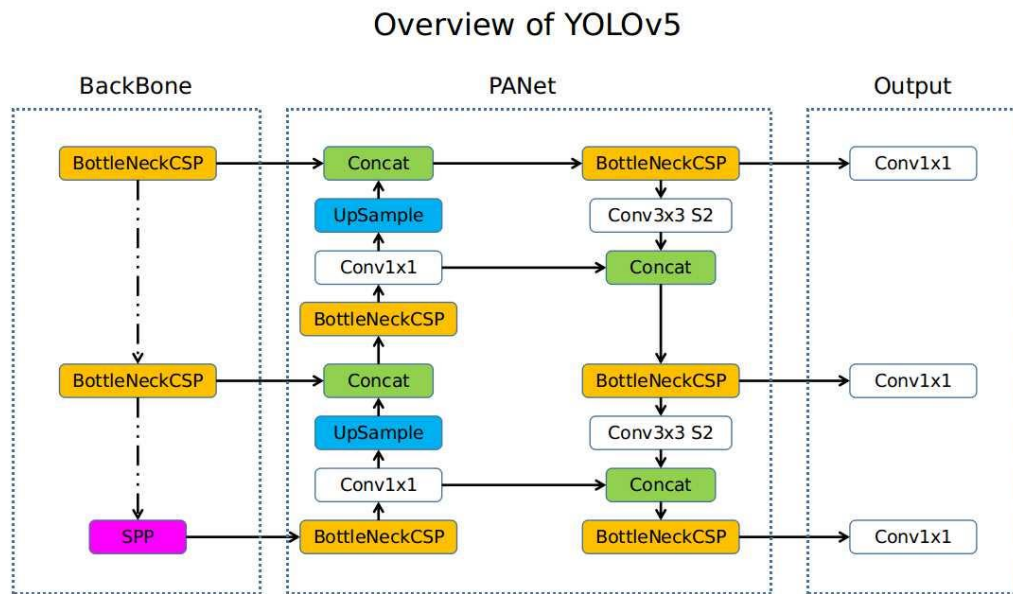 Overview of YOLOv5
BackBone
PANet
Output
BottleNeckCSP
Concat
BottleNeckCSP
Conv1x1
UpSample
Conv3x3 S2
Conv1x1
Concat
BottleNeckCSP
BottleNeckCSP
Concat
BottleNeckCSP
Conv1x1
UpSample
Conv3x3 S2
Conv1x1
Concat
SPP
BottleNeckCSP
BottleNeckCSP
Conv1x1